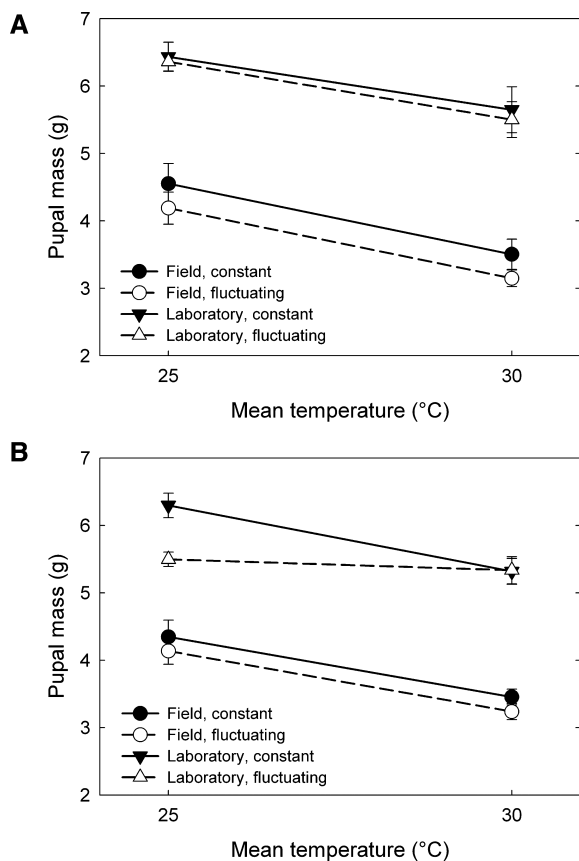 A
7
6
5
4
3
2
Pupal mass (g)
Field, constant
Field, fluctuating
Laboratory, constant
Laboratory, fluctuating
25
30
Mean temperature (°C)
B
7
6
5
4
3
2
Pupal mass (g)
Field, constant
Field, fluctuating
Laboratory, constant
Laboratory, fluctuating
25
30
Mean temperature (°C)